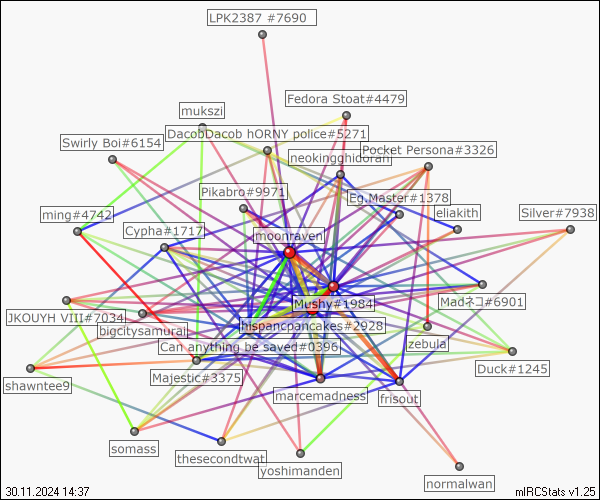 LPK2387 #7690
Fedora Stoat#4479
mukszi
DacobDacob hORNY police#5271
Swirly Boi#6154
Pocket Persona#3326
neokingghidoran
Pikabro#9971
Eg.Master#1378
ming#4742
eliakith
Silver#7938
Cypha#1717
moonraven
Mushy#1984
Madネコ#6901
JKOUYH VIII#7034
hispancpancakes#2928
bigcitysamuraj
Can anything be saved#0396
zebula
Duck#1245
Majestic#3375
shawntee9
marcemadness
frisout
somass
thesecondtwat
yoshimanden
normalwan
30.11.2024 14:37
mIRCStats v1.25